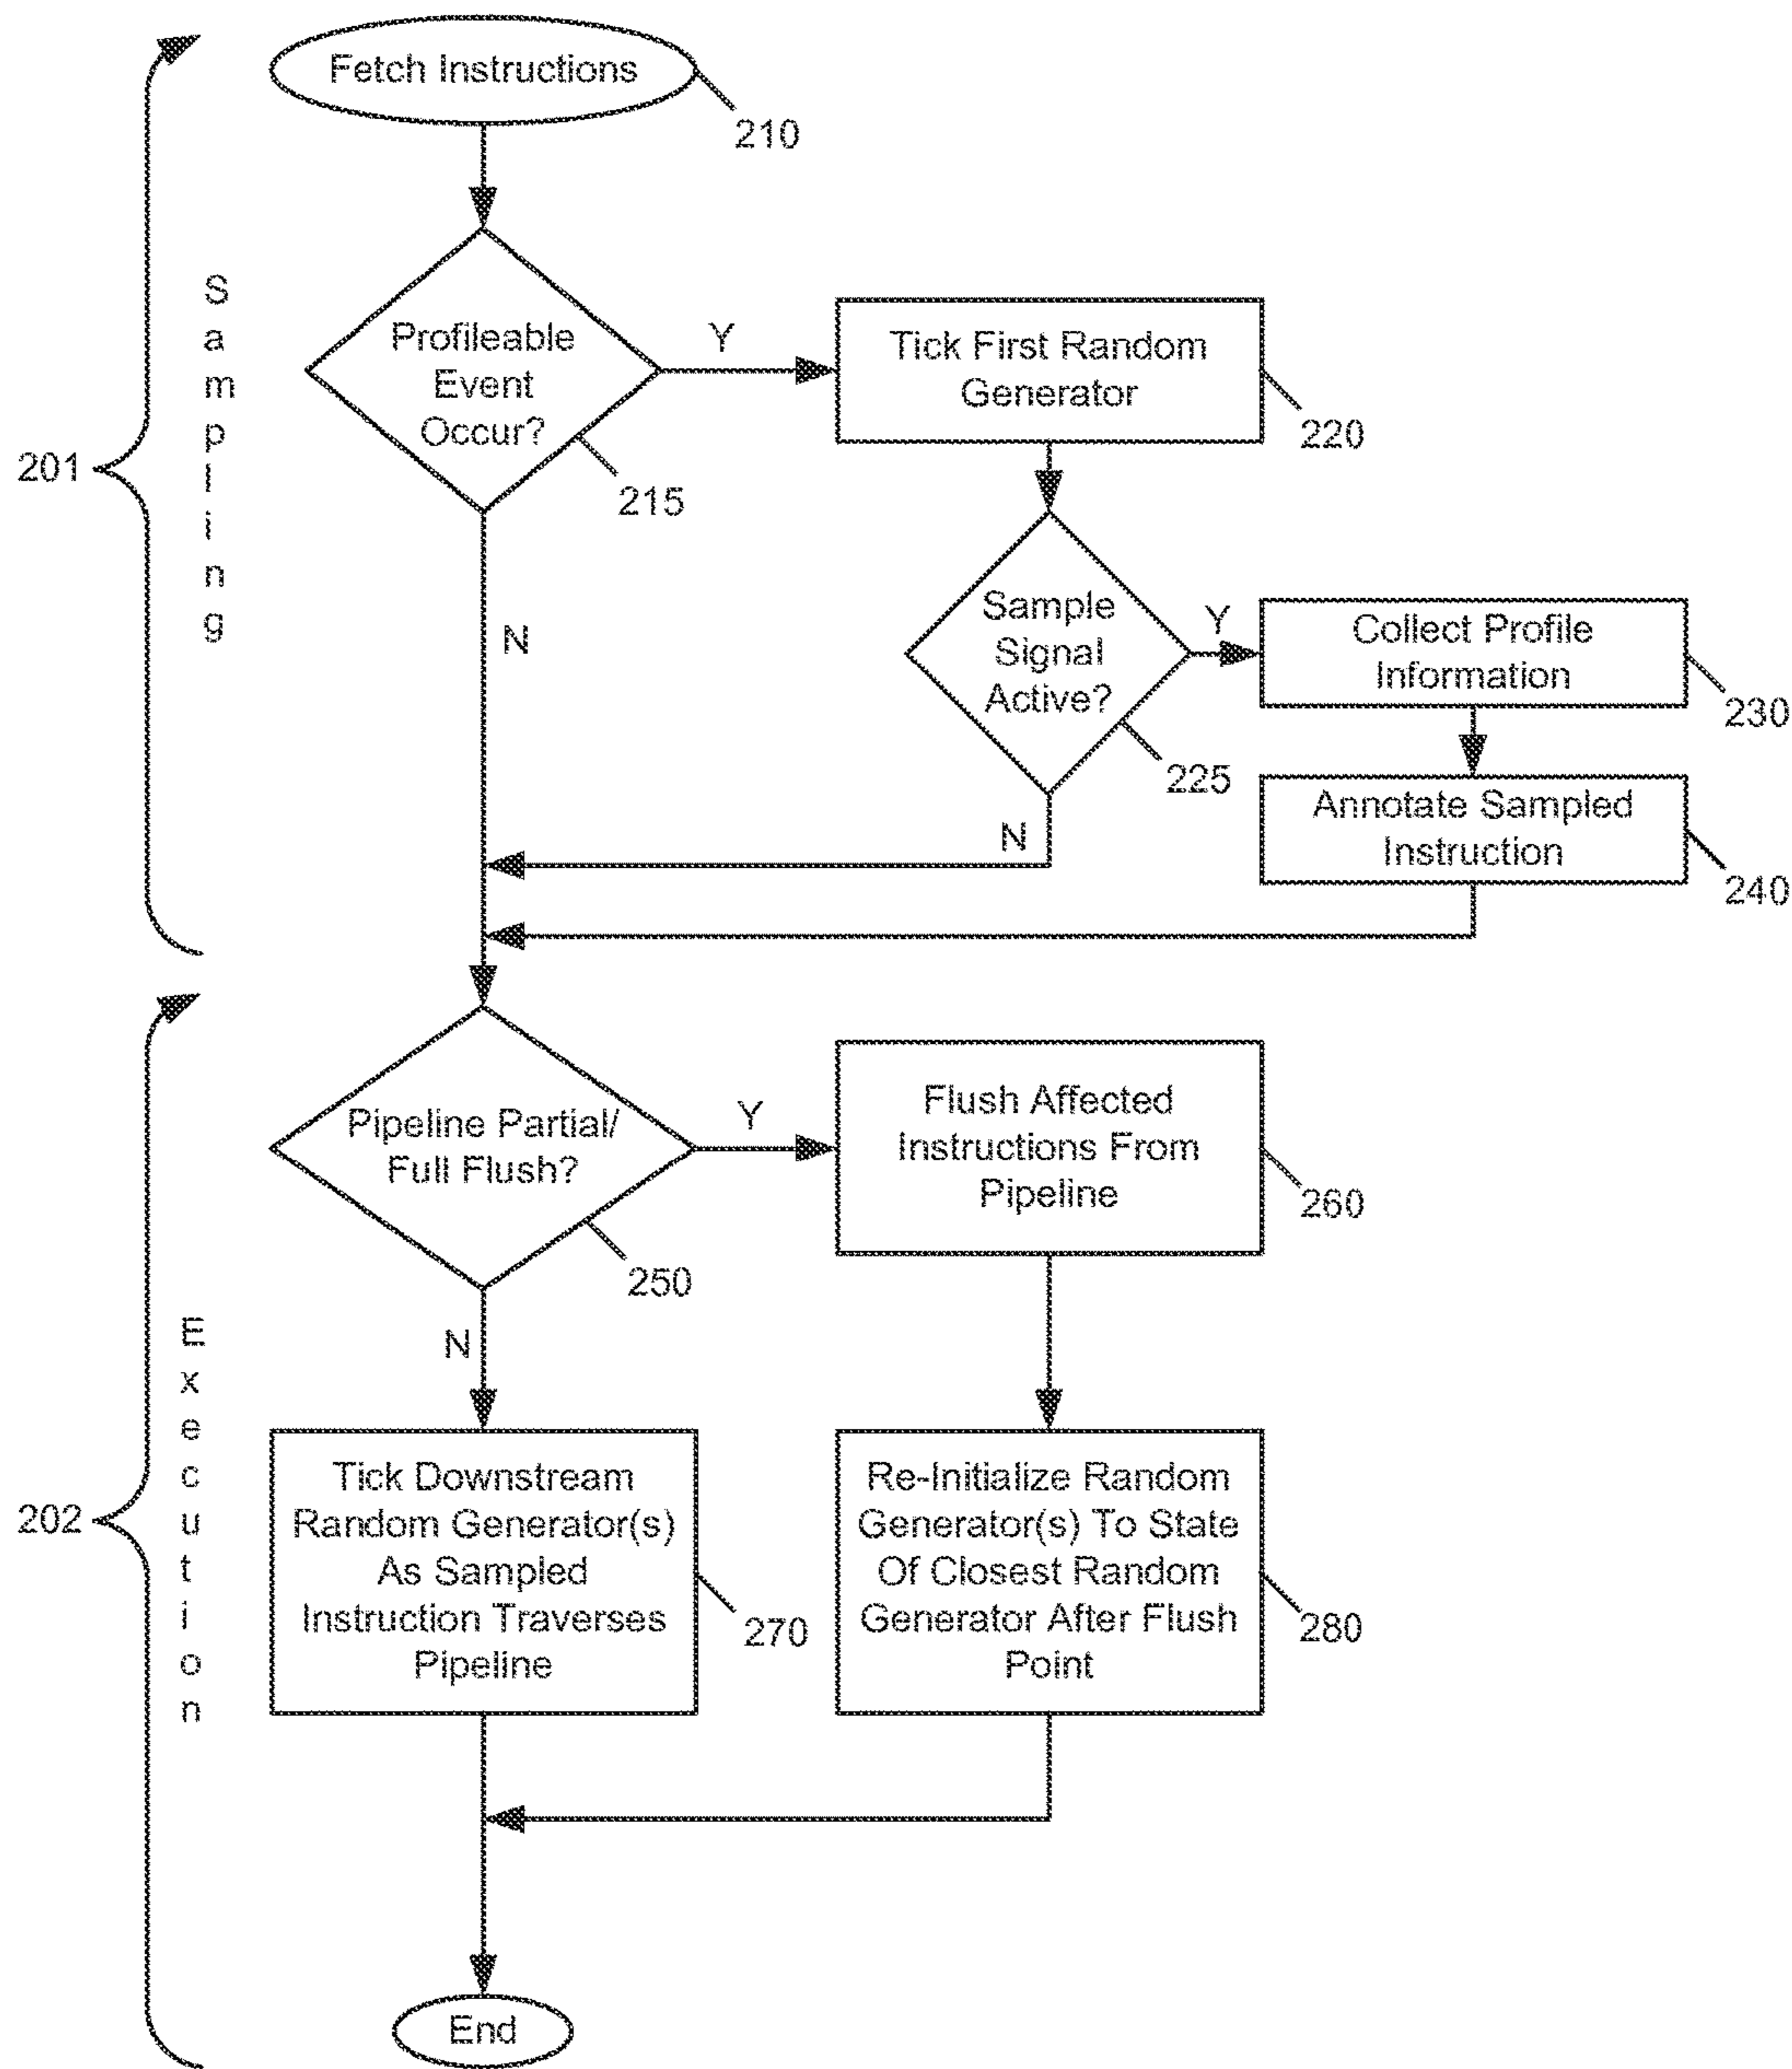 Fetch Instructions
210
Sampling
201
Profileable
Event
Occur?
215
Y
N
Tick First Random
Generator
220
Sample
Signal
Active?
225
Y
N
Collect Profile
Information
230
Annotate Sampled
Instruction
240
Execution
202
Pipeline Partial/
Full Flush?
250
Y
N
Flush Affected
Instructions From
Pipeline
260
Tick Downstream
Random Generator(s)
As Sampled
Instruction Traverses
Pipeline
270
Re-Initialize Random
Generator(s) To State
Of Closest Random
Generator After Flush
Point
280
End